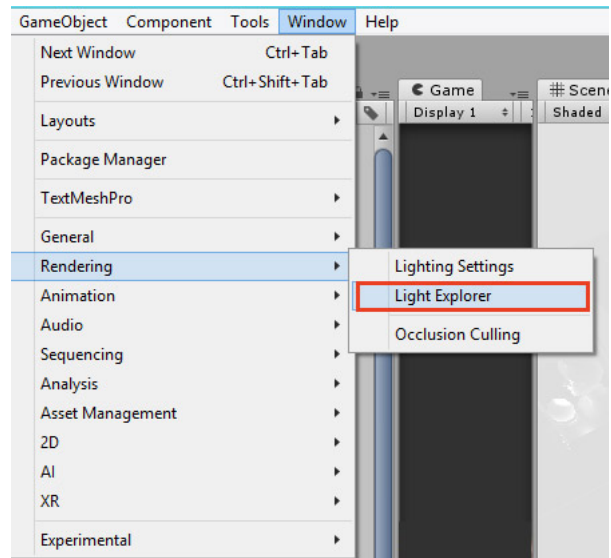 GameObject Component Tools Window Help
Next Window Ctrl+Tab
Previous Window Ctrl+Shift+Tab
Game
Scene
Display 1
Shaded
Layouts
Package Manager
TextMeshPro
General
Rendering
Lighting Settings
Animation
Light Explorer
Audio
Occlusion Culling
Sequencing
Analysis
Asset Management
2D
AI
XR
Experimental